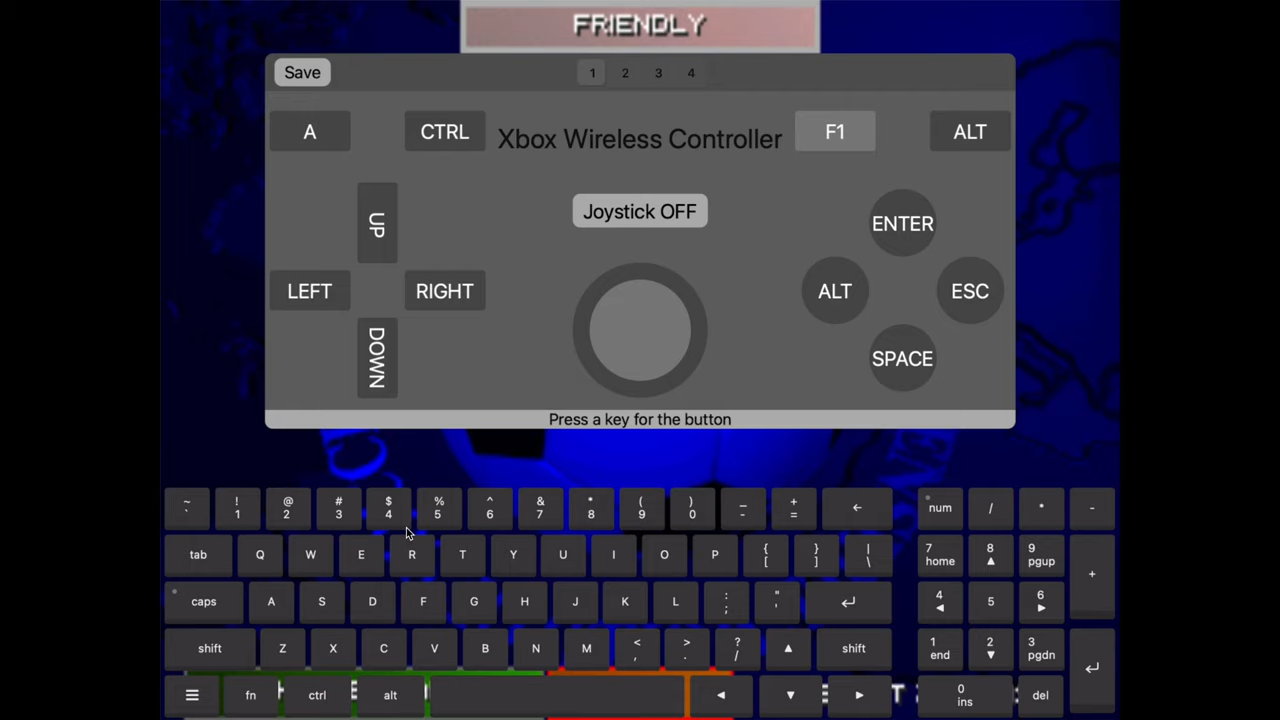 FRIENDLY
Save 1 2 3 4
A CTRL Xbox Wireless Controller F1 ALT
UP Joystick OFF ENTER
LEFT RIGHT ALT ESC
DOWN SPACE
Press a key for the button
~ ! @ # $ % ^ & * ( ) _ + ← num / * -
` 1 2 3 4 5 6 7 8 9 0 - =
tab Q W E R T Y U I O P { } | 7 8 9 +
[ ] \ home ▲ pgup
caps A S D F G H J K L : " ↵ 4 5 6
; ' ◄ ►
shift Z X C V B N M < > ? ▲ shift 1 2 3 ↵
, . / end ▼ pgdn
☰ fn ctrl alt ◄ ▼ ► 0 del
ins